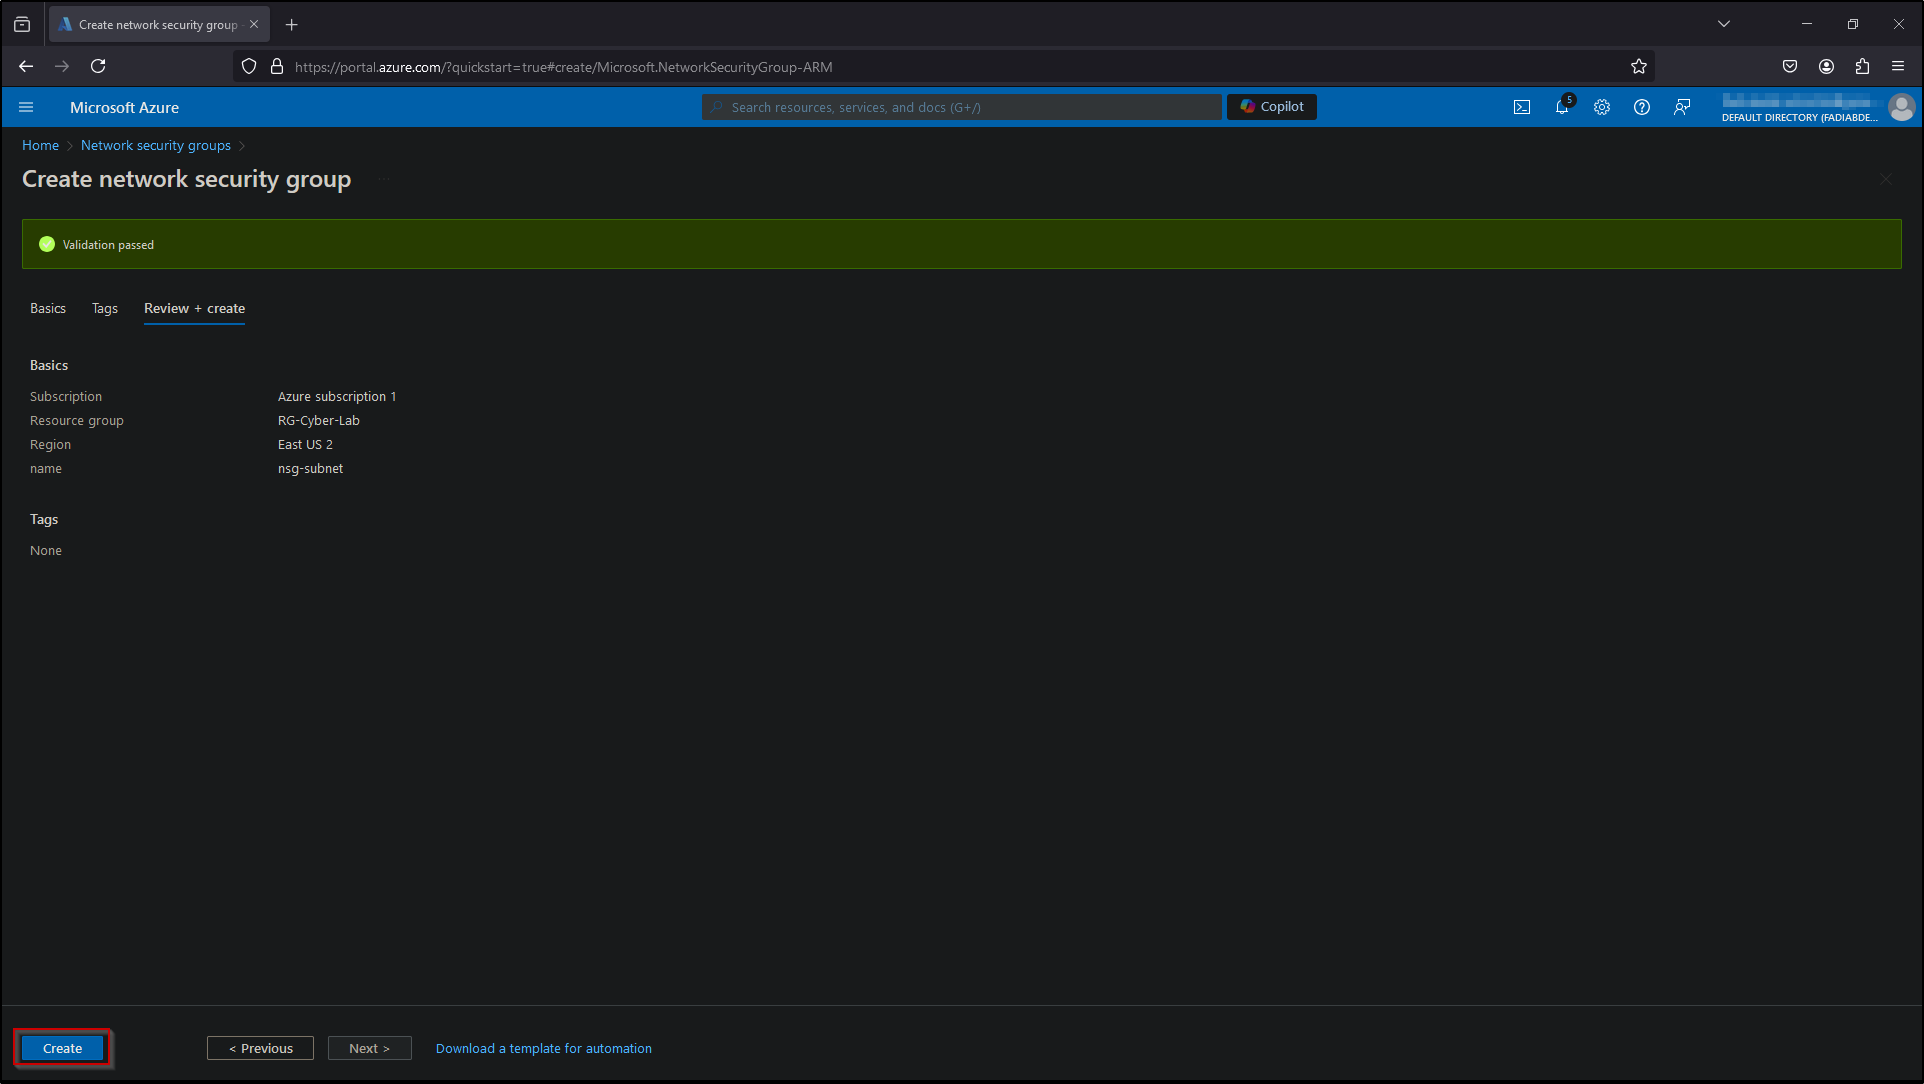 Create network security group
https://portal.azure.com/?quickstart=true#create/Microsoft.NetworkSecurityGroup-ARM
Microsoft Azure
Search resources, services, and docs (G+/)
Copilot
5
DEFAULT DIRECTORY (FADIABDE...
Home > Network security groups >
Create network security group ...
Validation passed
Basics Tags Review + create
Basics
Subscription Azure subscription 1
Resource group RG-Cyber-Lab
Region East US 2
name nsg-subnet
Tags
None
Create < Previous Next > Download a template for automation